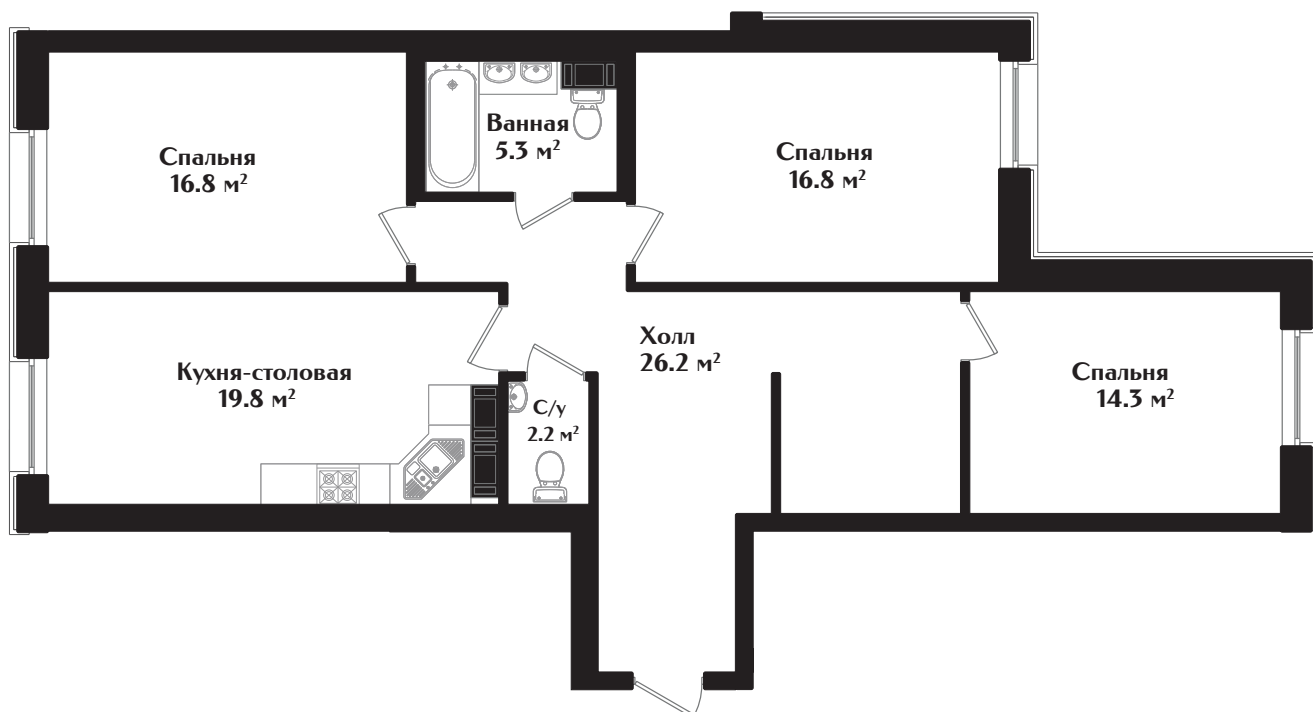 Ванная
5.3 м²
Спальня
16.8 м²
Спальня
16.8 м²
Холл
26.2 м²
Кухня-столовая
19.8 м²
С/у
2.2 м²
Спальня
14.3 м²